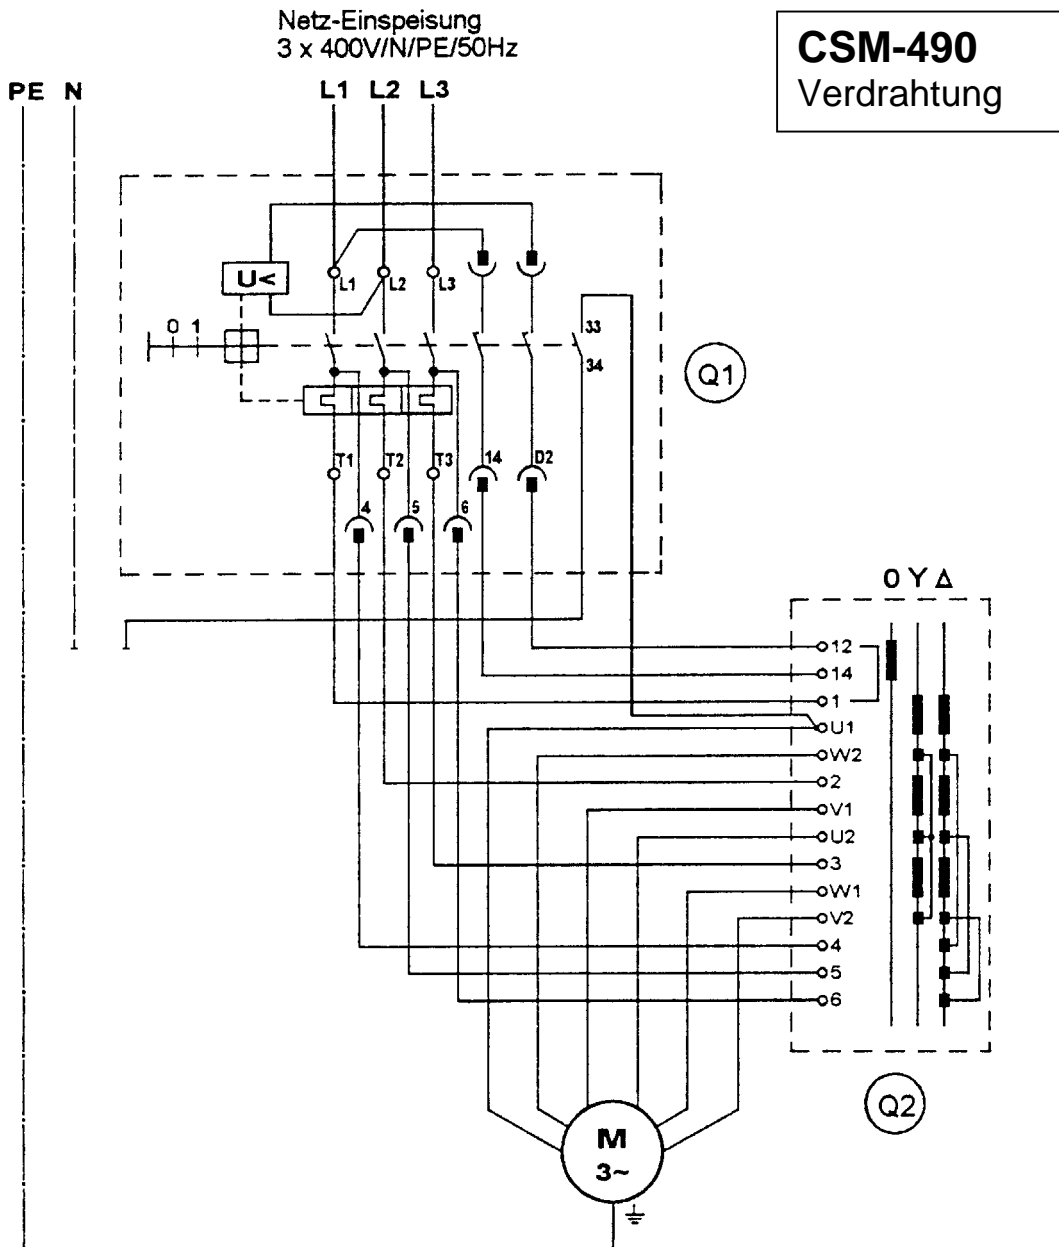 Netz-Einspeisung
3 x 400V/N/PE/50Hz
CSM-490
Verdrahtung
PE N
L1 L2 L3
U<
L1 L2 L3
0 1
33
34
Q1
T1 T2 T3 14 D2
4 5 6
0 Y Δ
12
14
1
U1
W2
2
V1
U2
3
W1
V2
4
5
6
Q2
M
3~